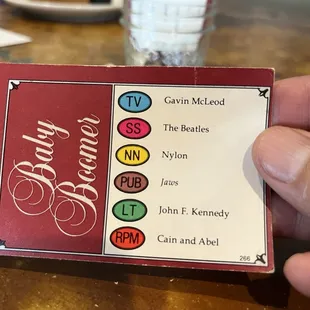 Baby
Boomer
TV Gavin McLeod
SS The Beatles
NN Nylon
PUB Jaws
LT John F. Kennedy
RPM Cain and Abel
266